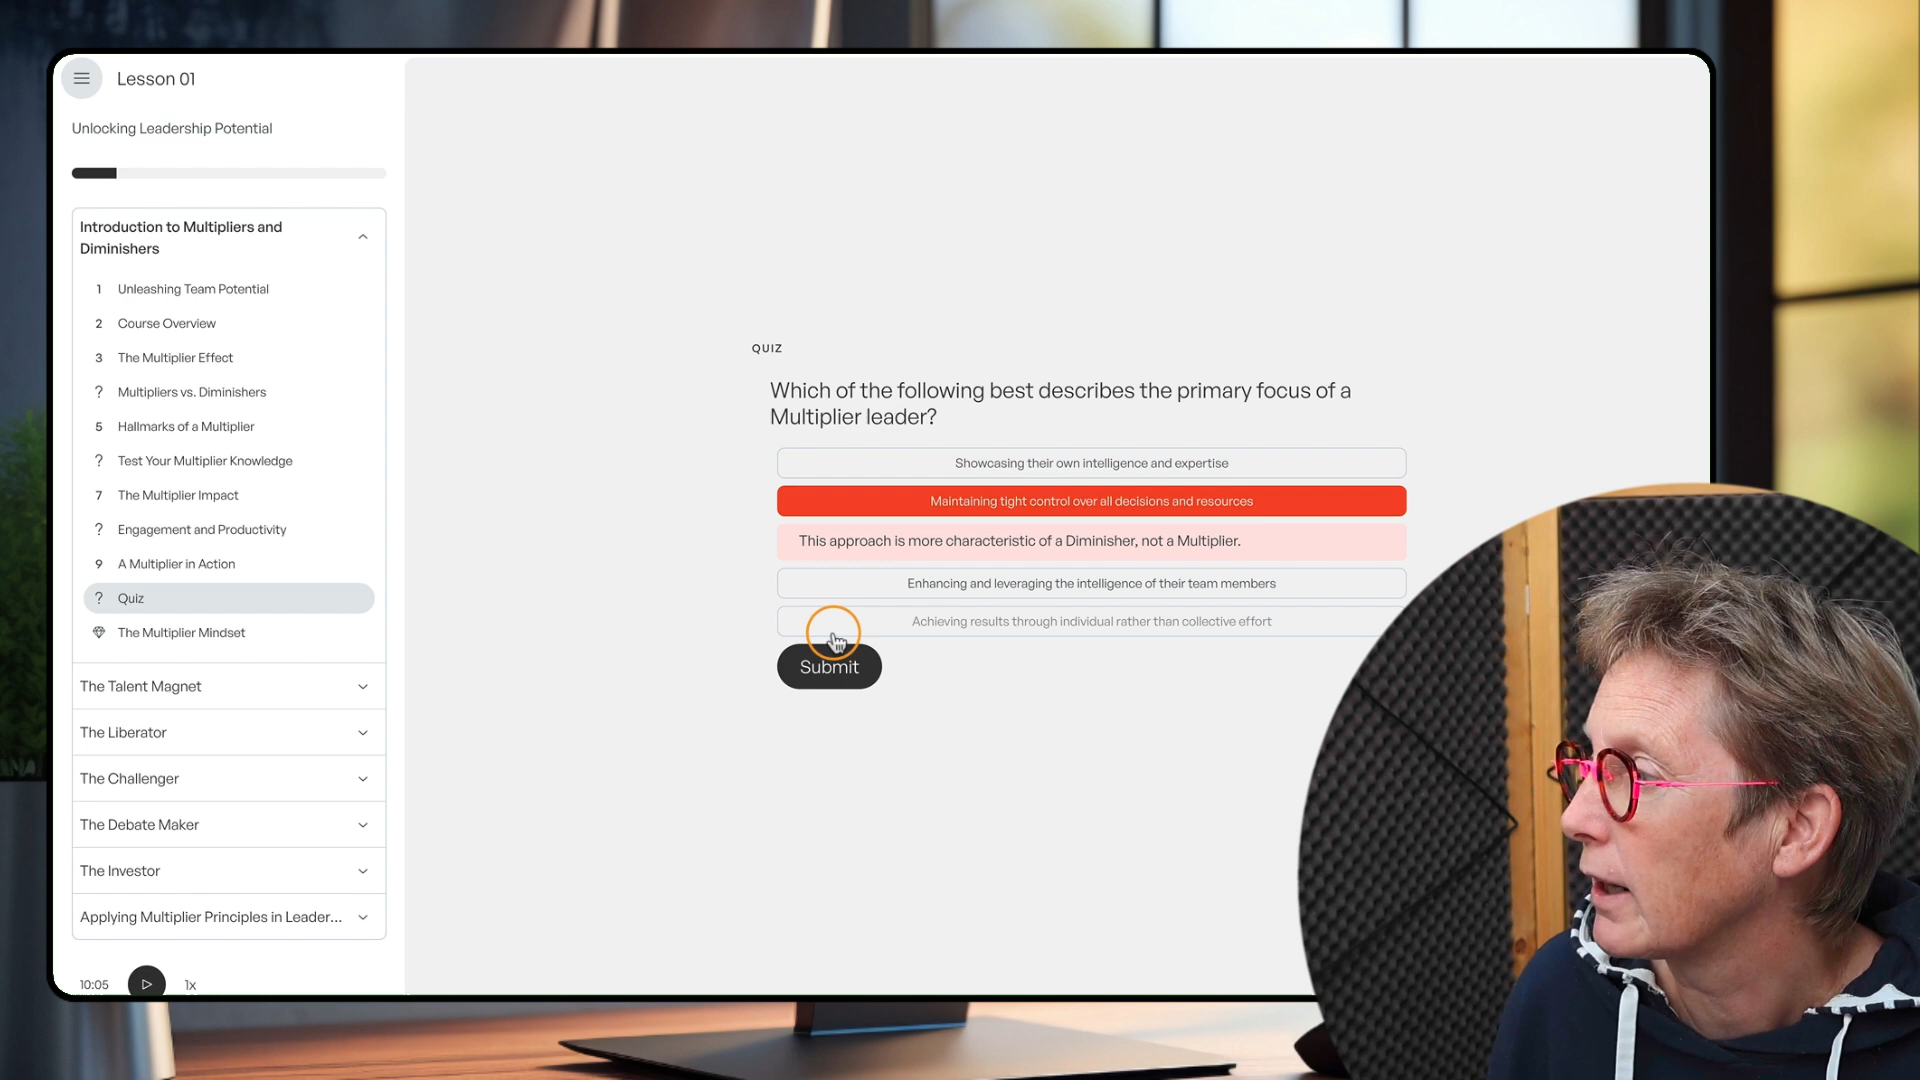 Lesson 01
Unlocking Leadership Potential
Introduction to Multipliers and
Diminishers
1 Unleashing Team Potential
2 Course Overview
3 The Multiplier Effect
? Multipliers vs. Diminishers
5 Hallmarks of a Multiplier
? Test Your Multiplier Knowledge
7 The Multiplier Impact
? Engagement and Productivity
9 A Multiplier in Action
? Quiz
The Multiplier Mindset
The Talent Magnet
The Liberator
The Challenger
The Debate Maker
The Investor
Applying Multiplier Principles in Leader...
10:05 1x
QUIZ
Which of the following best describes the primary focus of a
Multiplier leader?
Showcasing their own intelligence and expertise
Maintaining tight control over all decisions and resources
This approach is more characteristic of a Diminisher, not a Multiplier.
Enhancing and leveraging the intelligence of their team members
Achieving results through individual rather than collective effort
Submit